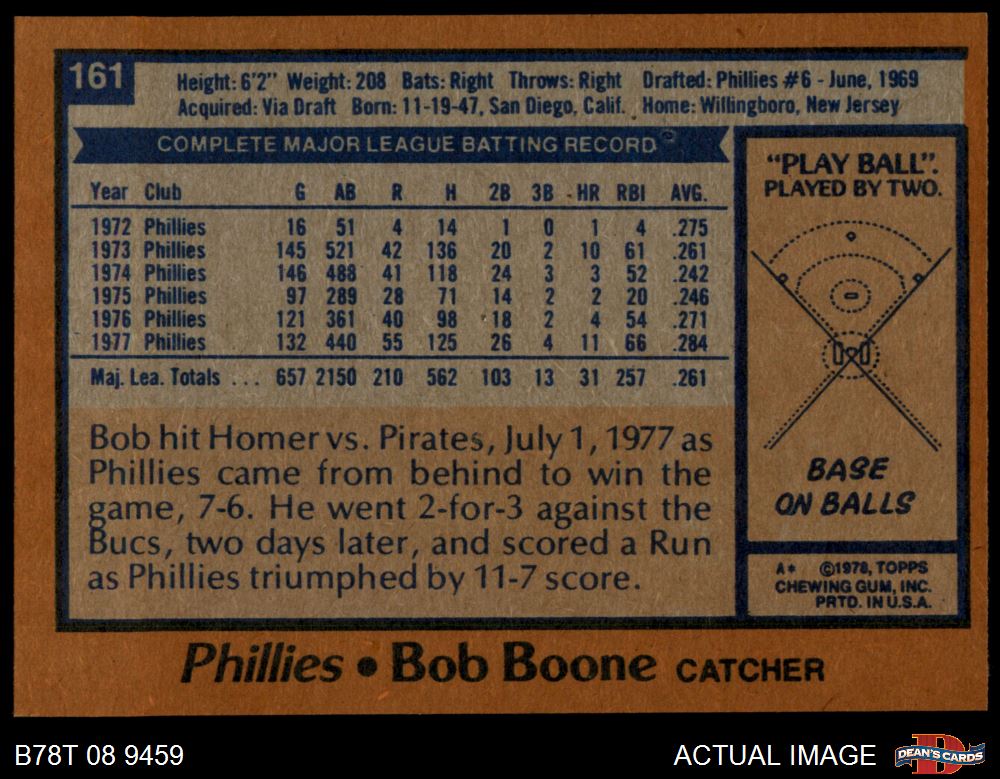 161
Height: 6'2" Weight: 208 Bats: Right Throws: Right Drafted: Phillies #6 - June, 1969
Acquired: Via Draft Born: 11-19-47, San Diego, Calif. Home: Willingboro, New Jersey
COMPLETE MAJOR LEAGUE BATTING RECORD
Year Club G AB R H 2B 3B HR RBI AVG.
1972 Phillies 16 51 4 14 1 0 1 4 .275
1973 Phillies 145 521 42 136 20 2 10 61 .261
1974 Phillies 146 488 41 118 24 3 3 52 .242
1975 Phillies 97 289 28 71 14 2 2 20 .246
1976 Phillies 121 361 40 98 18 2 4 54 .271
1977 Phillies 132 440 55 125 26 4 11 66 .284
Maj. Lea. Totals ... 657 2150 210 562 103 13 31 257 .261
Bob hit Homer vs. Pirates, July 1, 1977 as
Phillies came from behind to win the
game, 7-6. He went 2-for-3 against the
Bucs, two days later, and scored a Run
as Phillies triumphed by 11-7 score.
"PLAY BALL".
PLAYED BY TWO.
BASE
ON BALLS
A* ©1978, TOPPS
CHEWING GUM, INC.
PRTD. IN U.S.A.
Phillies • Bob Boone CATCHER
B78T 08 9459
ACTUAL IMAGE
DEAN'S CARDS